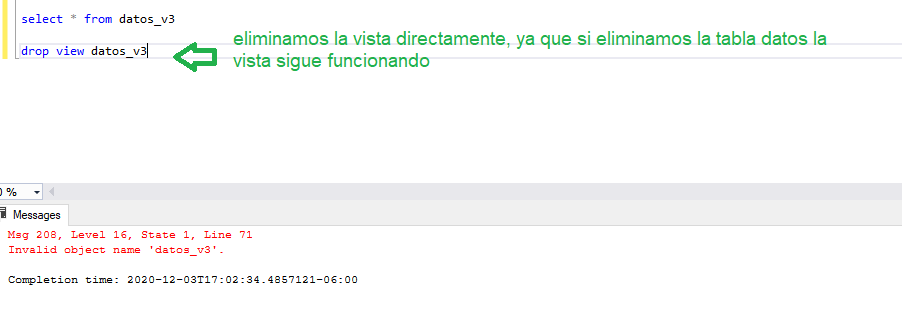 select * from datos_v3
drop view datos_v3
eliminamos la vista directamente, ya que si eliminamos la tabla datos la
vista sigue funcionando
0 %
Messages
Msg 208, Level 16, State 1, Line 71
Invalid object name 'datos_v3'.
Completion time: 2020-12-03T17:02:34.4857121-06:00